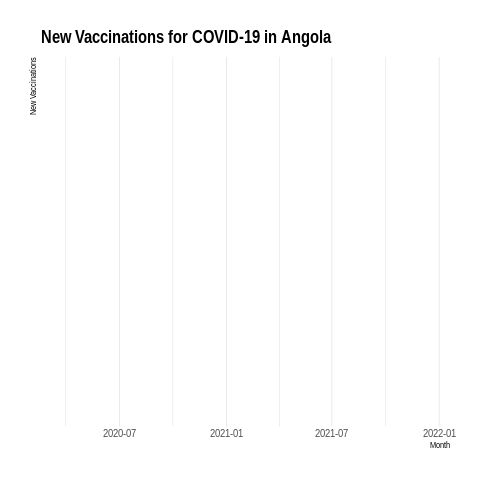 New Vaccinations for COVID-19 in Angola
New Vaccinations
2020-07
2021-01
2021-07
2022-01
Month